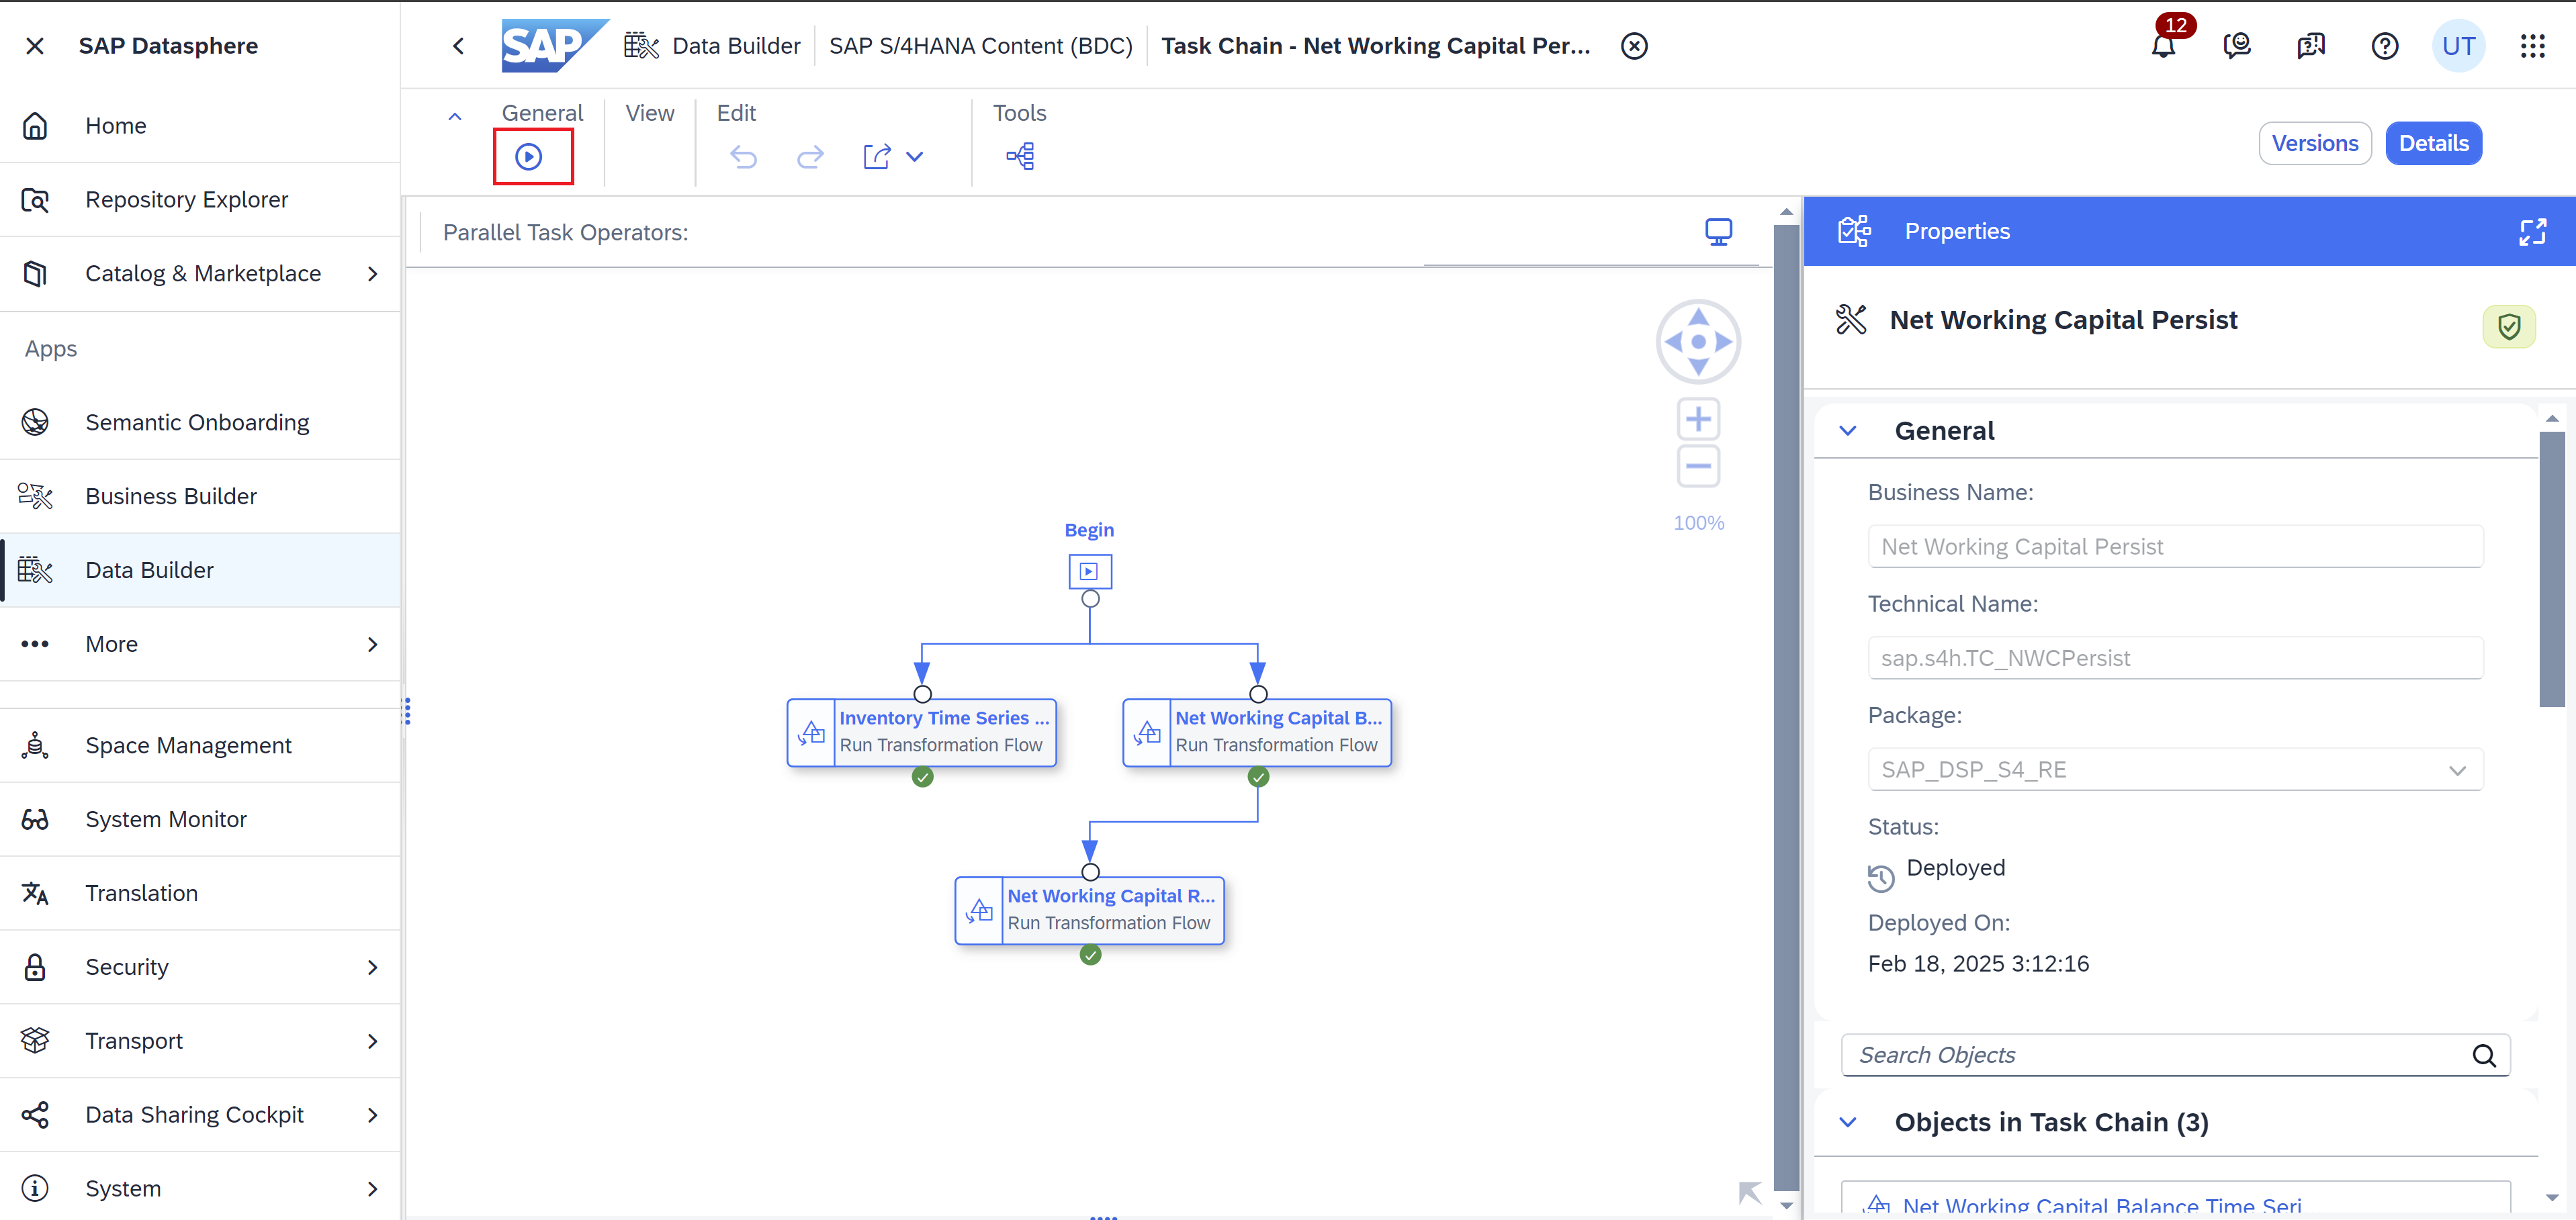 SAP Datasphere
SAP
Data Builder
SAP S/4HANA Content (BDC)
Task Chain - Net Working Capital Per...
12
UT
Home
Repository Explorer
Catalog & Marketplace
Apps
Semantic Onboarding
Business Builder
Data Builder
More
Space Management
System Monitor
Translation
Security
Transport
Data Sharing Cockpit
System
General
View
Edit
Tools
Versions
Details
Parallel Task Operators:
100%
Begin
Inventory Time Series ...
Run Transformation Flow
Net Working Capital B...
Run Transformation Flow
Net Working Capital R...
Run Transformation Flow
Properties
Net Working Capital Persist
General
Business Name:
Net Working Capital Persist
Technical Name:
sap.s4h.TC_NWCPersist
Package:
SAP_DSP_S4_RE
Status:
Deployed
Deployed On:
Feb 18, 2025 3:12:16
Search Objects
Objects in Task Chain (3)
Net Working Capital Balance Time Seri